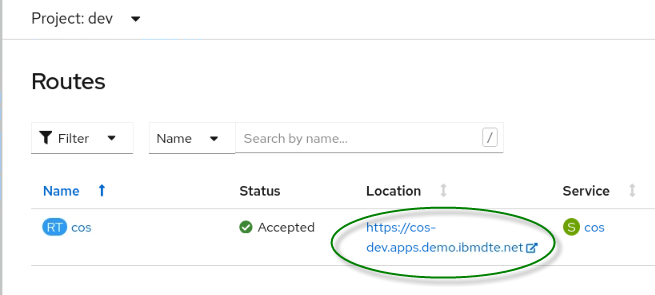 Project: dev
Routes
Filter Name Search by name... /
Name Status Location Service
RT cos Accepted https://cos- S cos
dev.apps.demo.ibmdte.net